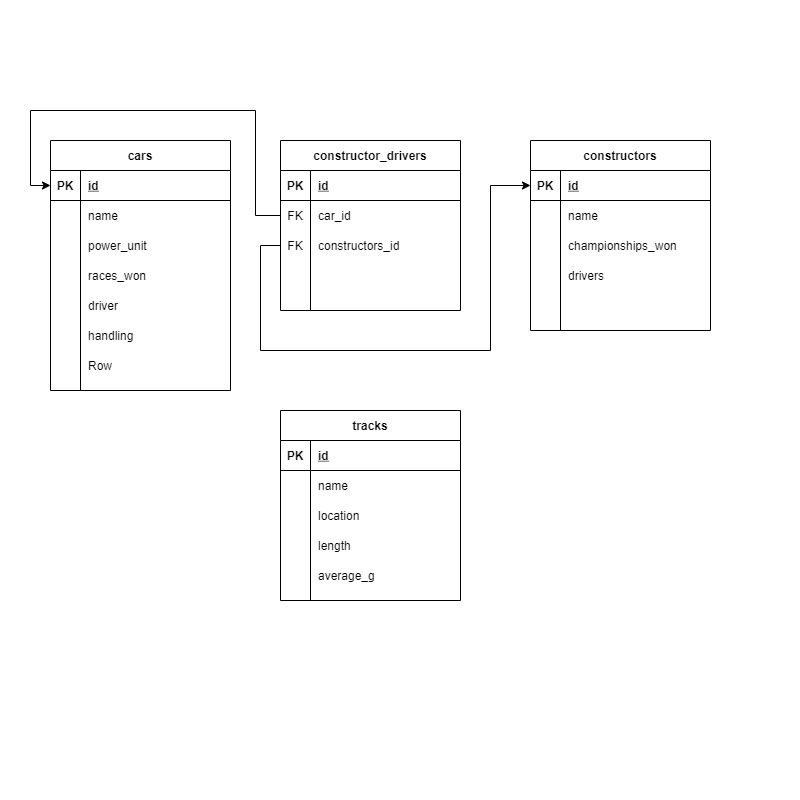 cars
PK id
name
power_unit
races_won
driver
handling
Row
constructor_drivers
PK id
FK car_id
FK constructors_id
constructors
PK id
name
championships_won
drivers
tracks
PK id
name
location
length
average_g